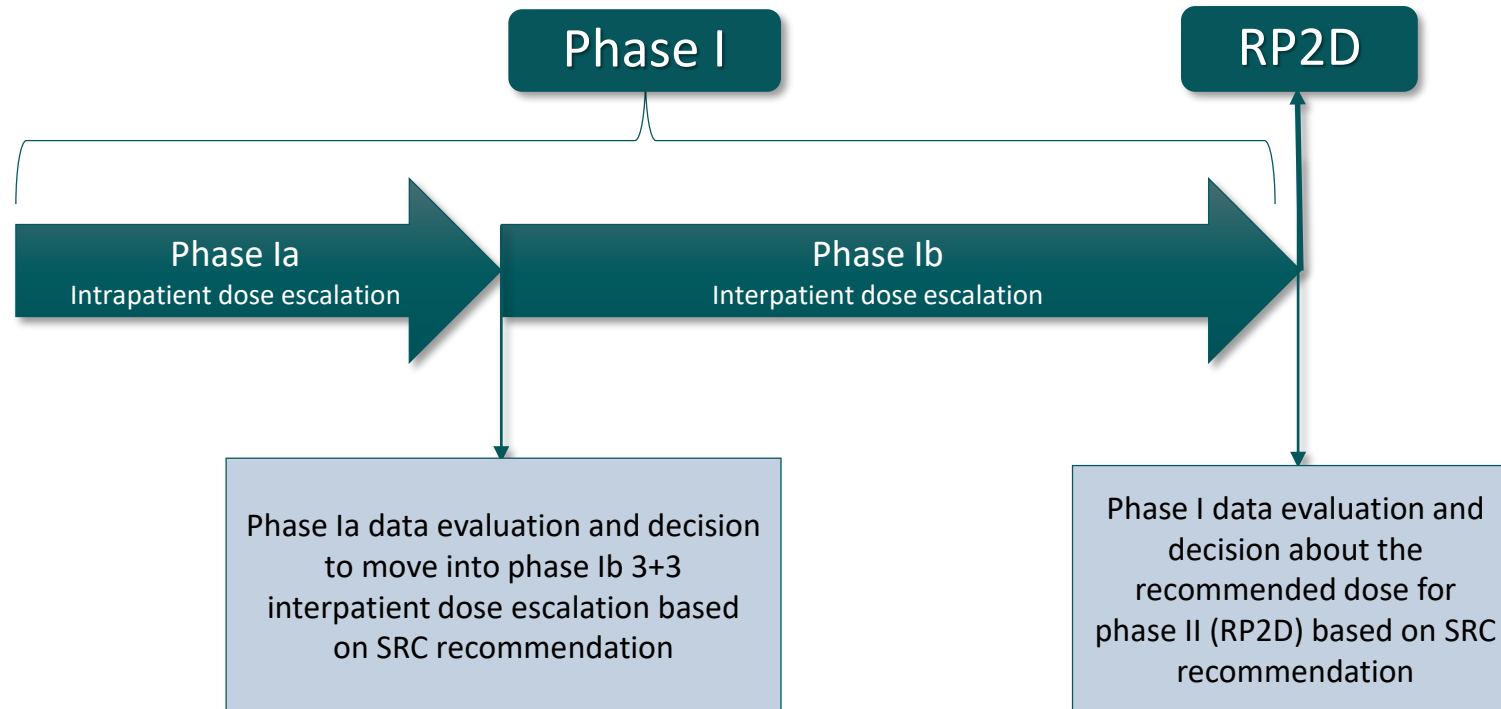 Phase I
RP2D
Phase Ia
Intrapatient dose escalation
Phase Ib
Interpatient dose escalation
Phase Ia data evaluation and decision
to move into phase Ib 3+3
interpatient dose escalation based
on SRC recommendation
Phase I data evaluation and
decision about the
recommended dose for
phase II (RP2D) based on SRC
recommendation